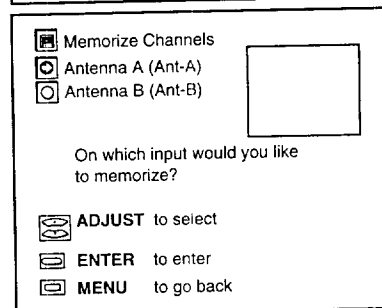 Memorize Channels
Antenna A (Ant-A)
Antenna B (Ant-B)
On which input would you like
to memorize?
ADJUST to select
ENTER to enter
MENU to go back